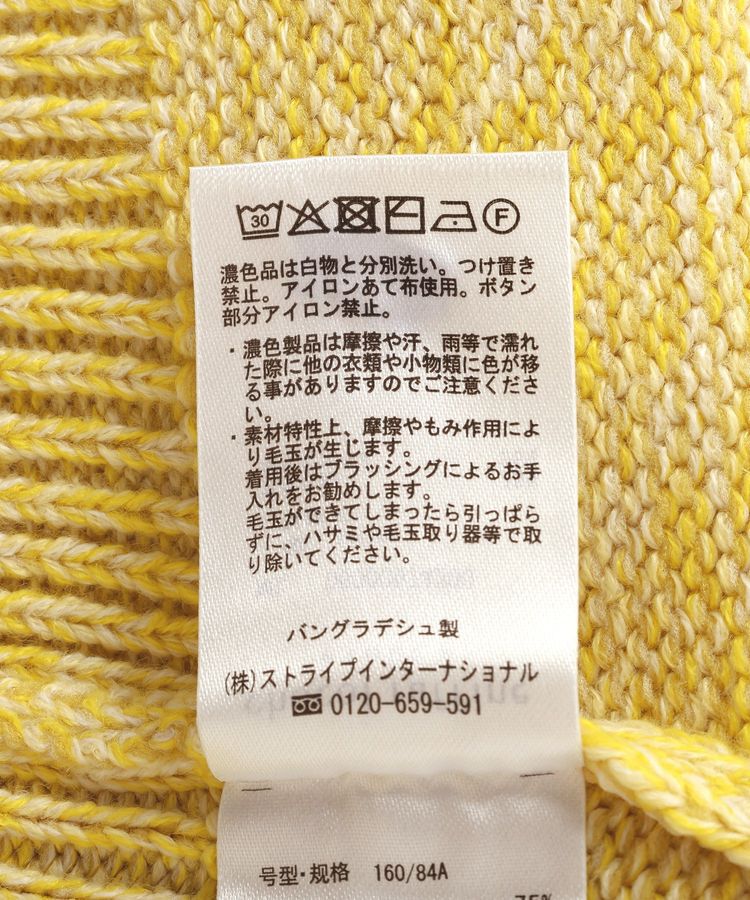 30 F
濃色品は白物と分別洗い。つけ置き
禁止。アイロンあて布使用。ボタン
部分アイロン禁止。
・濃色製品は摩擦や汗、雨等で濡れ
た際に他の衣類や小物類に色が移
る事がありますのでご注意くださ
い。
・素材特性上、摩擦やもみ作用によ
り毛玉が生じます。
着用後はブラッシングによるお手
入れをお勧めします。
毛玉ができてしまったら引っぱら
ずに、ハサミや毛玉取り器等で取
り除いてください。
バングラデシュ製
(株)ストライプインターナショナル
0120-659-591
号型·规格 160/84A
75%